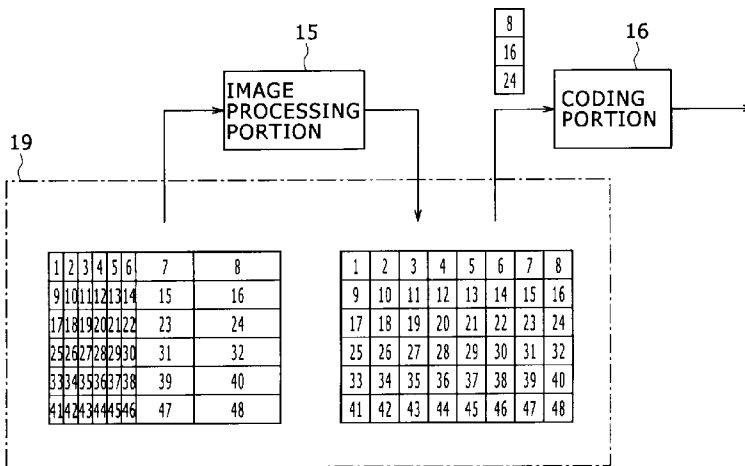 15
IMAGE
PROCESSING
PORTION
8
16
24
16
CODING
PORTION
19
1 2 3 4 5 6 7 8
9 10 11 12 13 14 15 16
17 18 19 20 21 22 23 24
25 26 27 28 29 30 31 32
33 34 35 36 37 38 39 40
41 42 43 44 45 46 47 48
1 2 3 4 5 6 7 8
9 10 11 12 13 14 15 16
17 18 19 20 21 22 23 24
25 26 27 28 29 30 31 32
33 34 35 36 37 38 39 40
41 42 43 44 45 46 47 48